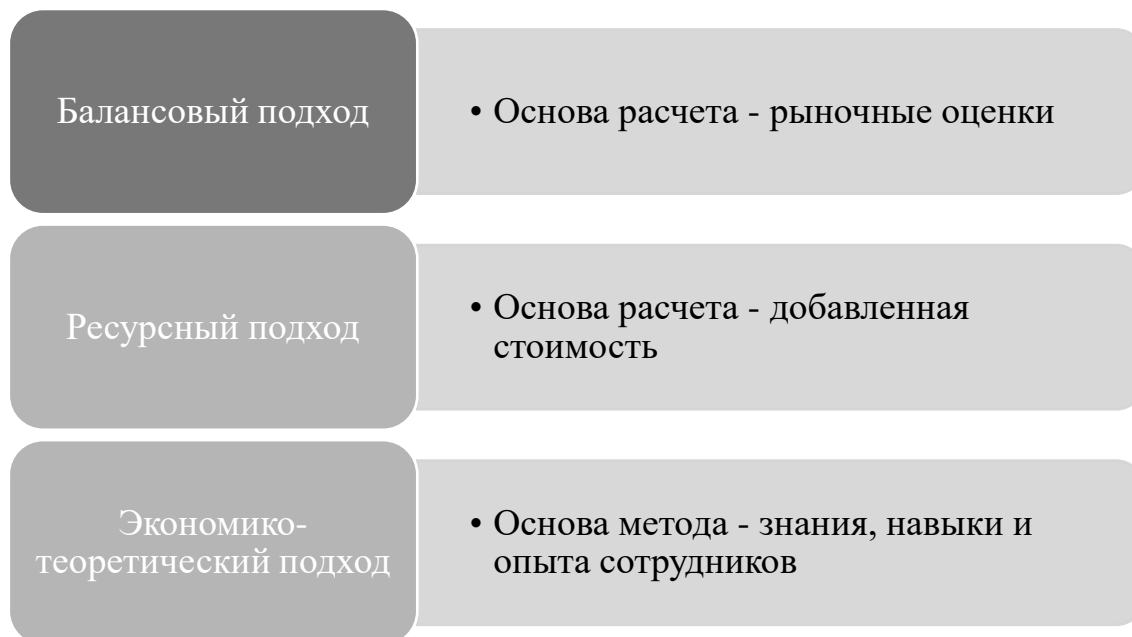 Балансовый подход
• Основа расчета - рыночные оценки
Ресурсный подход
• Основа расчета - добавленная
стоимость
Экономико-
теоретический подход
• Основа метода - знания, навыки и
опыта сотрудников